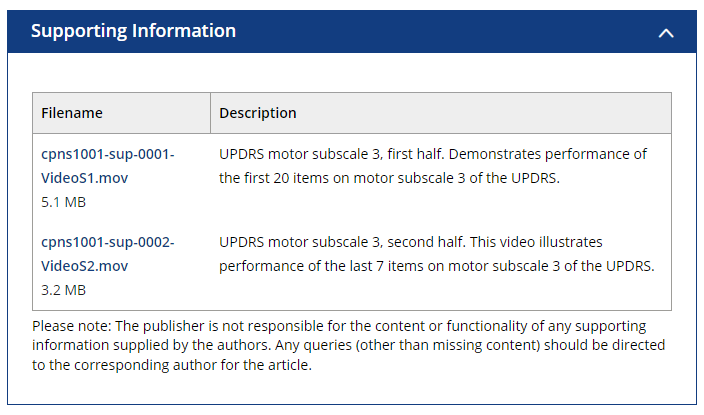 Supporting Information
Filename
Description
cpns1001-sup-0001-
VideoS1.mov
5.1 MB
UPDRS motor subscale 3, first half. Demonstrates performance of
the first 20 items on motor subscale 3 of the UPDRS.
cpns1001-sup-0002-
VideoS2.mov
3.2 MB
UPDRS motor subscale 3, second half. This video illustrates
performance of the last 7 items on motor subscale 3 of the UPDRS.
Please note: The publisher is not responsible for the content or functionality of any supporting
information supplied by the authors. Any queries (other than missing content) should be directed
to the corresponding author for the article.